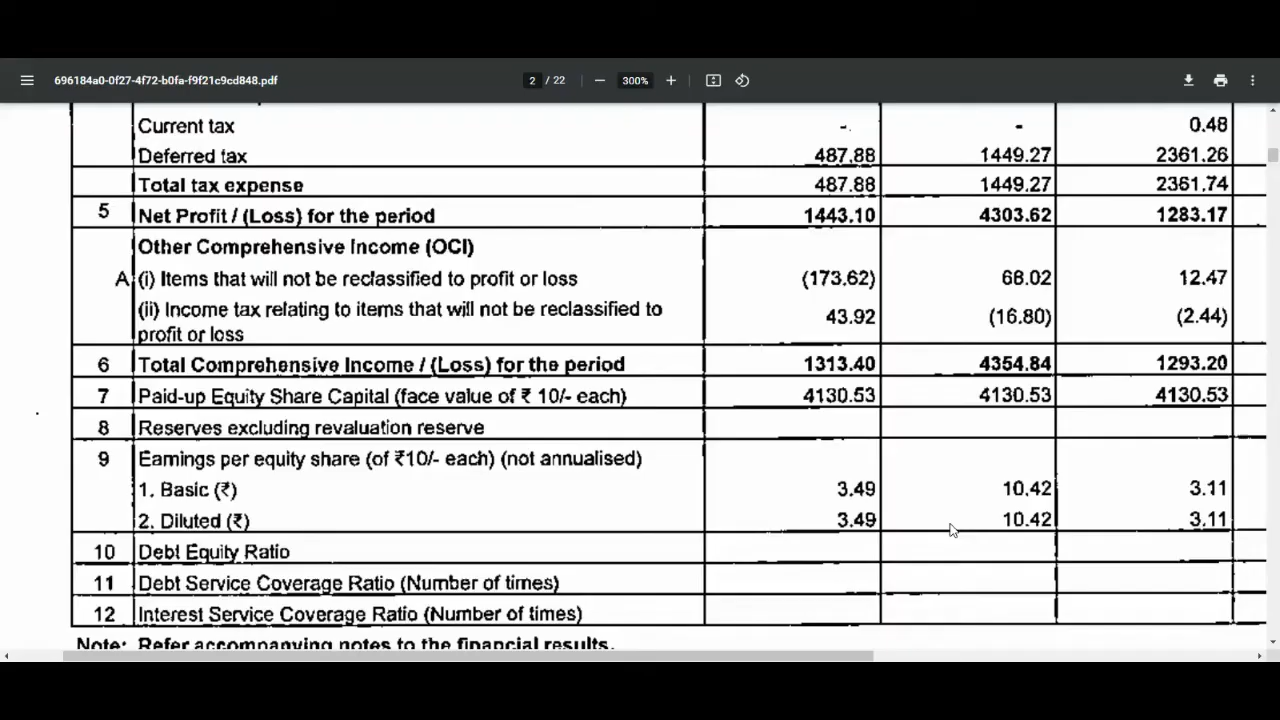 696184a0-0f27-4f72-b0fa-f9f21c9cd848.pdf 2 / 22 300%
Current tax - - 0.48
Deferred tax 487.88 1449.27 2361.26
Total tax expense 487.88 1449.27 2361.74
5 Net Profit / (Loss) for the period 1443.10 4303.62 1283.17
Other Comprehensive Income (OCI)
A (i) Items that will not be reclassified to profit or loss (173.62) 68.02 12.47
(ii) Income tax relating to items that will not be reclassified to 43.92 (16.80) (2.44)
profit or loss
6 Total Comprehensive Income / (Loss) for the period 1313.40 4354.84 1293.20
7 Paid-up Equity Share Capital (face value of ₹ 10/- each) 4130.53 4130.53 4130.53
8 Reserves excluding revaluation reserve
9 Earnings per equity share (of ₹10/- each) (not annualised)
1. Basic (₹) 3.49 10.42 3.11
2. Diluted (₹) 3.49 10.42 3.11
10 Debt Equity Ratio
11 Debt Service Coverage Ratio (Number of times)
12 Interest Service Coverage Ratio (Number of times)
Note: Refer accompanying notes to the financial results.